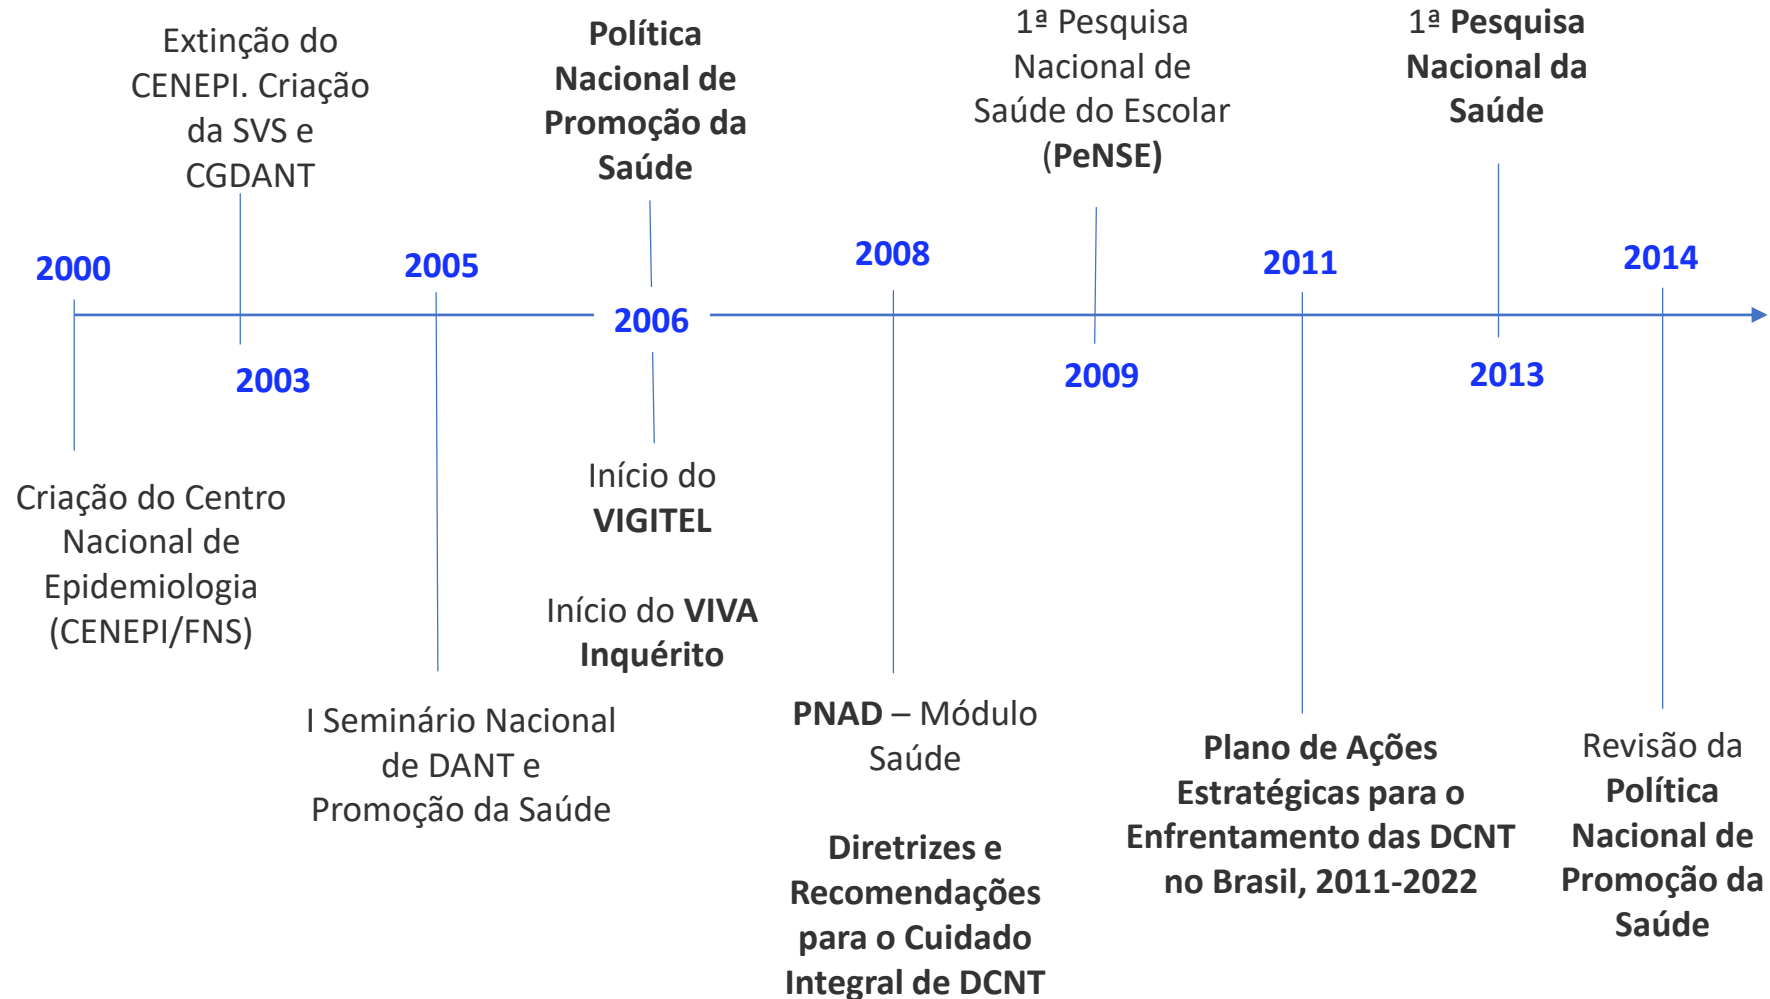 Extinção do
CENEPI. Criação
da SVS e
CGDANT
Política
Nacional de
Promoção da
Saúde
1ª Pesquisa
Nacional de
Saúde do Escolar
(PeNSE)
1ª Pesquisa
Nacional da
Saúde
2000
2003
2005
2006
2008
2009
2011
2013
2014
Criação do Centro
Nacional de
Epidemiologia
(CENEPI/FNS)
I Seminário Nacional
de DANT e
Promoção da Saúde
Início do
VIGITEL
Início do VIVA
Inquérito
PNAD – Módulo
Saúde
Diretrizes e
Recomendações
para o Cuidado
Integral de DCNT
Plano de Ações
Estratégicas para o
Enfrentamento das DCNT
no Brasil, 2011-2022
Revisão da
Política
Nacional de
Promoção da
Saúde